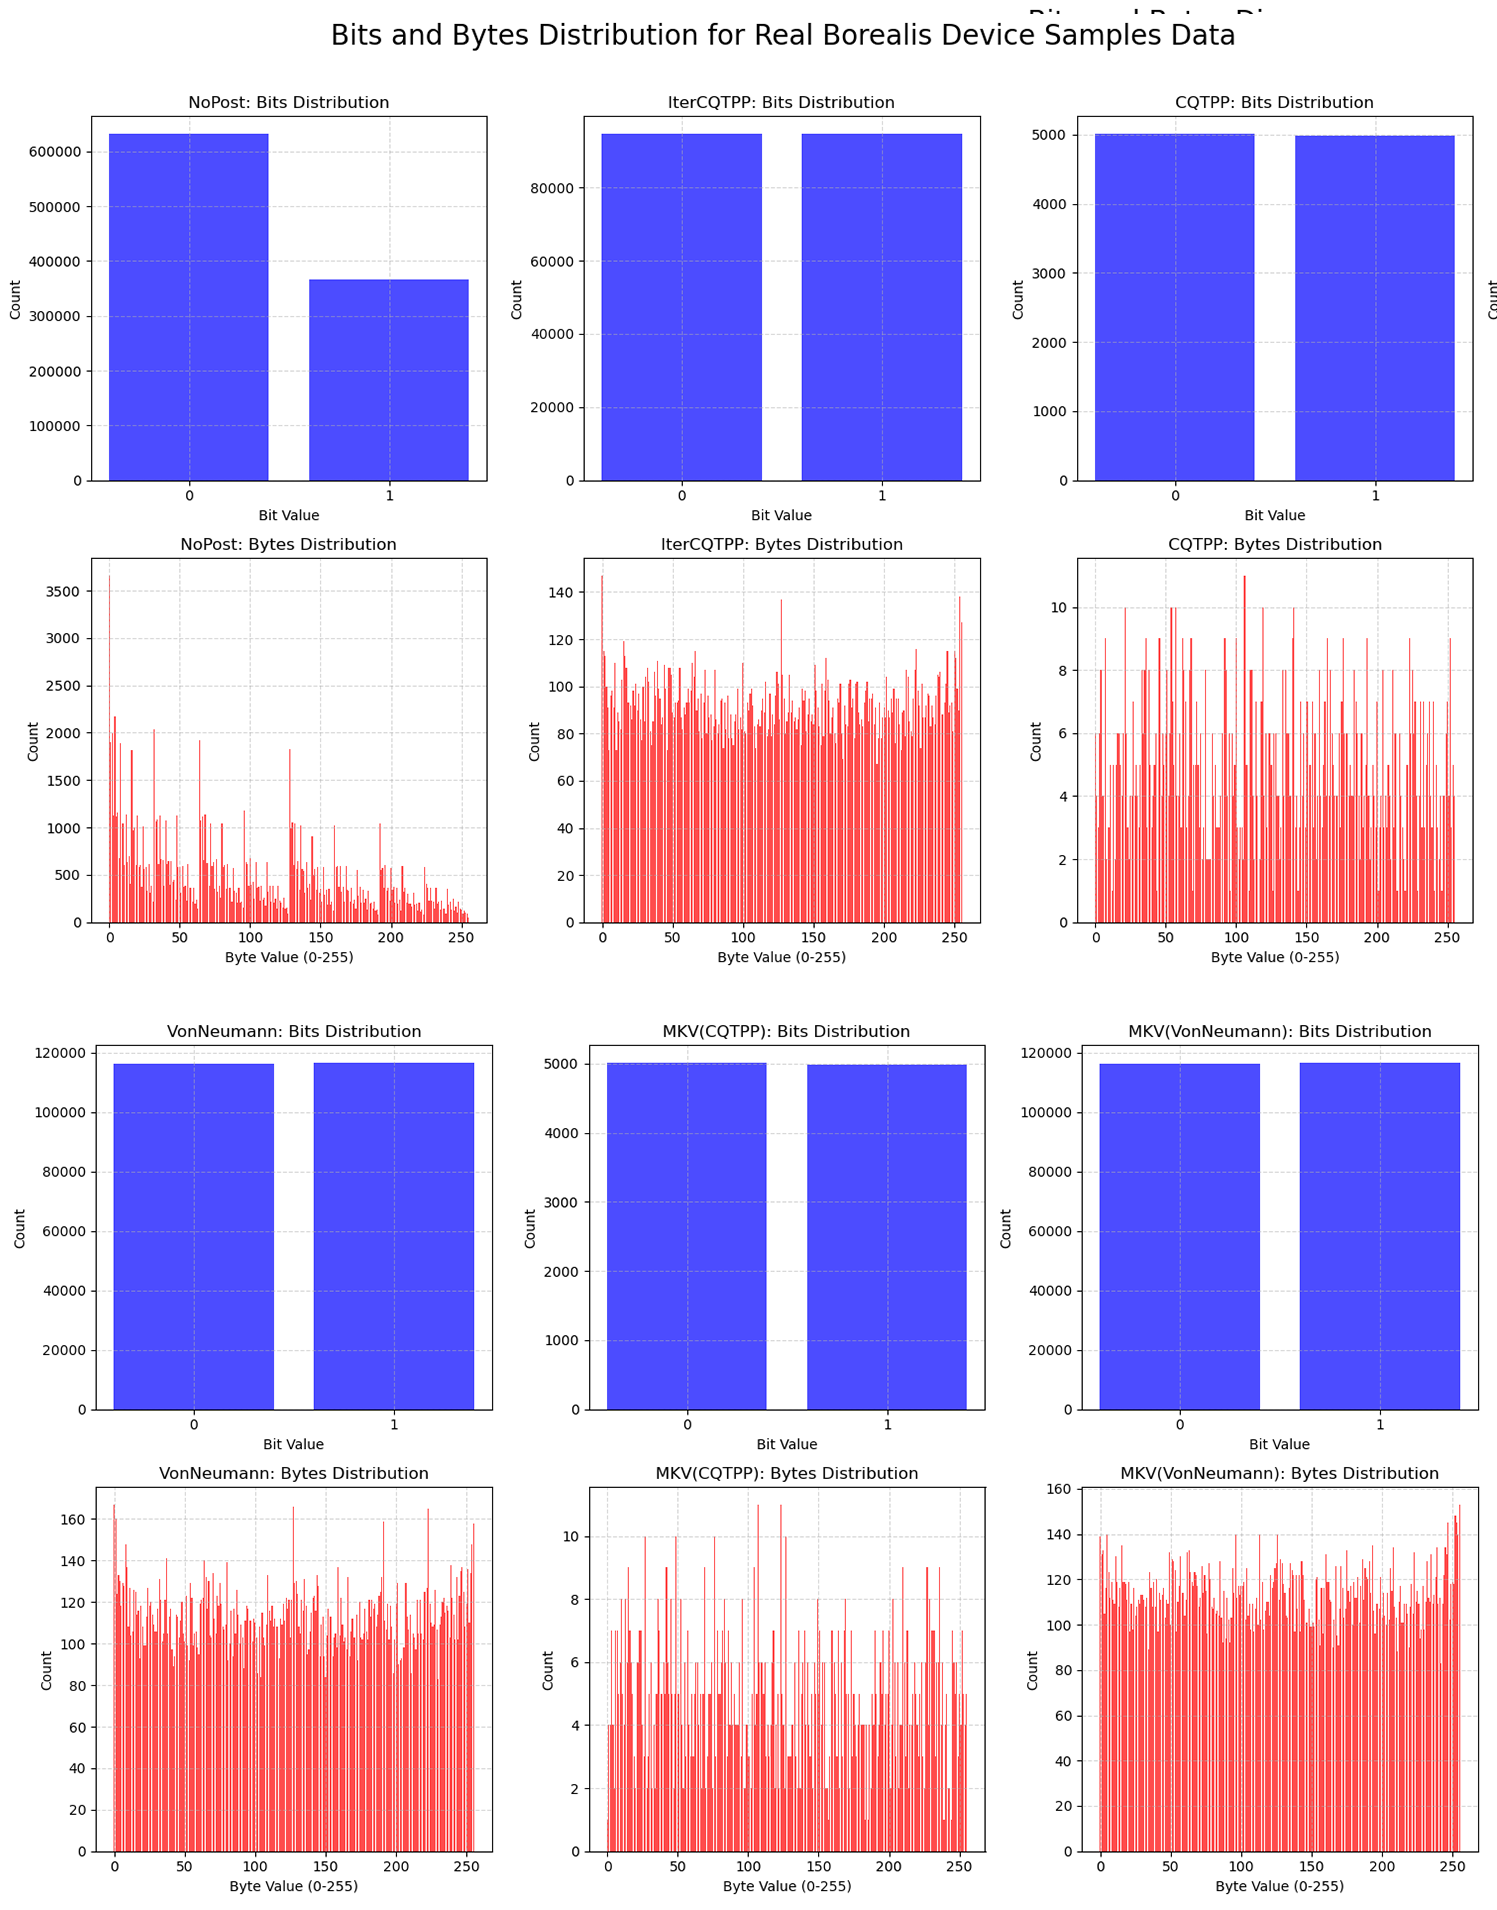 Bits and Bytes Distribution for Real Borealis Device Samples Data
NoPost: Bits Distribution
IterCQTPP: Bits Distribution
CQTPP: Bits Distribution
600000
500000
400000
300000
200000
100000
0
Count
0 1
Bit Value
80000
60000
40000
20000
0
Count
0 1
Bit Value
5000
4000
3000
2000
1000
0
Count
0 1
Bit Value
Count
NoPost: Bytes Distribution
IterCQTPP: Bytes Distribution
CQTPP: Bytes Distribution
3500
3000
2500
2000
1500
1000
500
0
Count
0 50 100 150 200 250
Byte Value (0-255)
140
120
100
80
60
40
20
0
Count
0 50 100 150 200 250
Byte Value (0-255)
10
8
6
4
2
0
Count
0 50 100 150 200 250
Byte Value (0-255)
VonNeumann: Bits Distribution
MKV(CQTPP): Bits Distribution
MKV(VonNeumann): Bits Distribution
120000
100000
80000
60000
40000
20000
0
Count
0 1
Bit Value
5000
4000
3000
2000
1000
0
Count
0 1
Bit Value
120000
100000
80000
60000
40000
20000
0
Count
0 1
Bit Value
VonNeumann: Bytes Distribution
MKV(CQTPP): Bytes Distribution
MKV(VonNeumann): Bytes Distribution
160
140
120
100
80
60
40
20
0
Count
0 50 100 150 200 250
Byte Value (0-255)
10
8
6
4
2
0
Count
0 50 100 150 200 250
Byte Value (0-255)
160
140
120
100
80
60
40
20
0
Count
0 50 100 150 200 250
Byte Value (0-255)